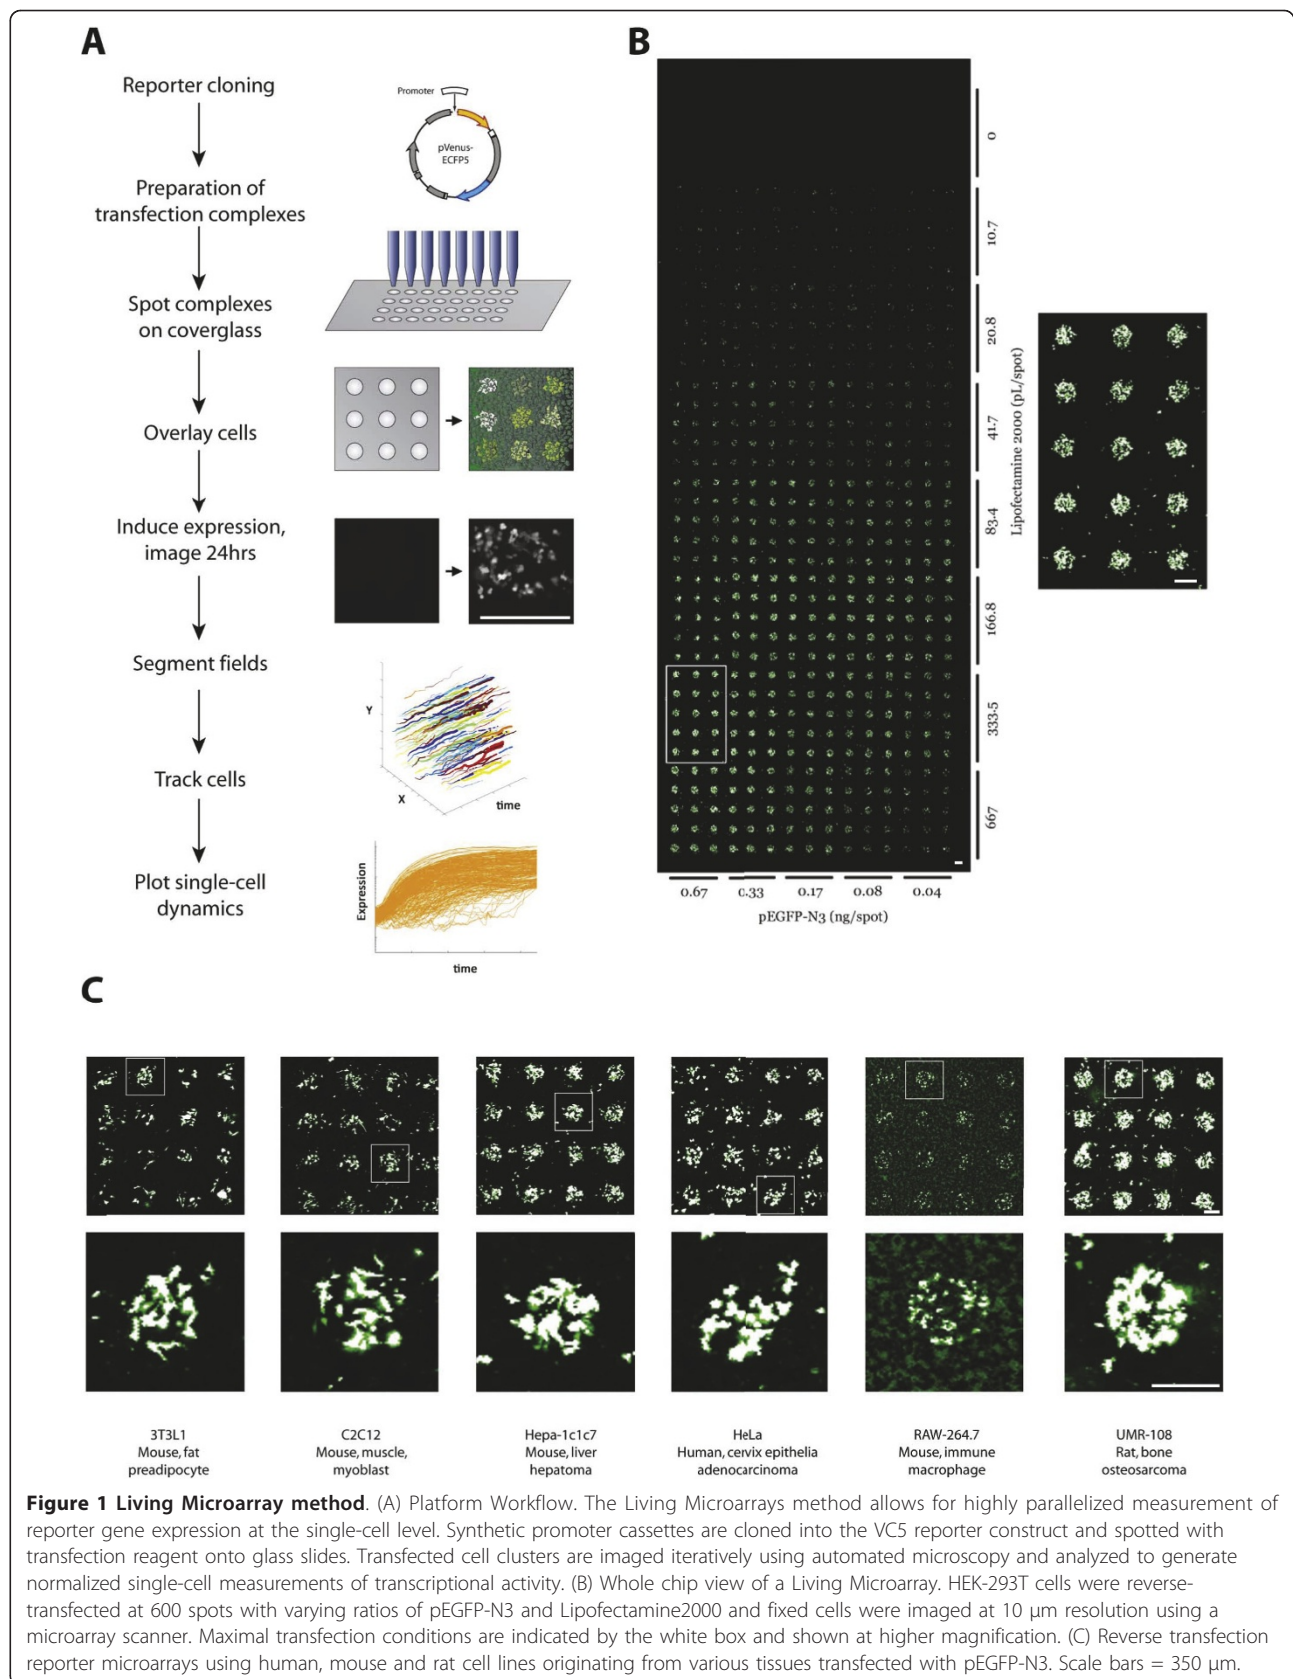 A
Reporter cloning
Preparation of
transfection complexes
Spot complexes
on coverglass
Overlay cells
Induce expression,
image 24hrs
Segment fields
Track cells
Plot single-cell
dynamics
Promoter
pVenus-
ECFP5
Y
X
time
Expression
time
B
0
10.7
20.8
41.7
83.4
166.8
333.5
667
Lipofectamine 2000 (pL/spot)
0.67
0.33
0.17
0.08
0.04
pEGFP-N3 (ng/spot)
C
3T3L1
Mouse, fat
preadipocyte
C2C12
Mouse, muscle,
myoblast
Hepa-1c1c7
Mouse, liver
hepatoma
HeLa
Human, cervix epithelia
adenocarcinoma
RAW-264.7
Mouse, immune
macrophage
UMR-108
Rat, bone
osteosarcoma
Figure 1 Living Microarray method. (A) Platform Workflow. The Living Microarrays method allows for highly parallelized measurement of
reporter gene expression at the single-cell level. Synthetic promoter cassettes are cloned into the VC5 reporter construct and spotted with
transfection reagent onto glass slides. Transfected cell clusters are imaged iteratively using automated microscopy and analyzed to generate
normalized single-cell measurements of transcriptional activity. (B) Whole chip view of a Living Microarray. HEK-293T cells were reverse-
transfected at 600 spots with varying ratios of pEGFP-N3 and Lipofectamine2000 and fixed cells were imaged at 10 μm resolution using a
microarray scanner. Maximal transfection conditions are indicated by the white box and shown at higher magnification. (C) Reverse transfection
reporter microarrays using human, mouse and rat cell lines originating from various tissues transfected with pEGFP-N3. Scale bars = 350 μm.